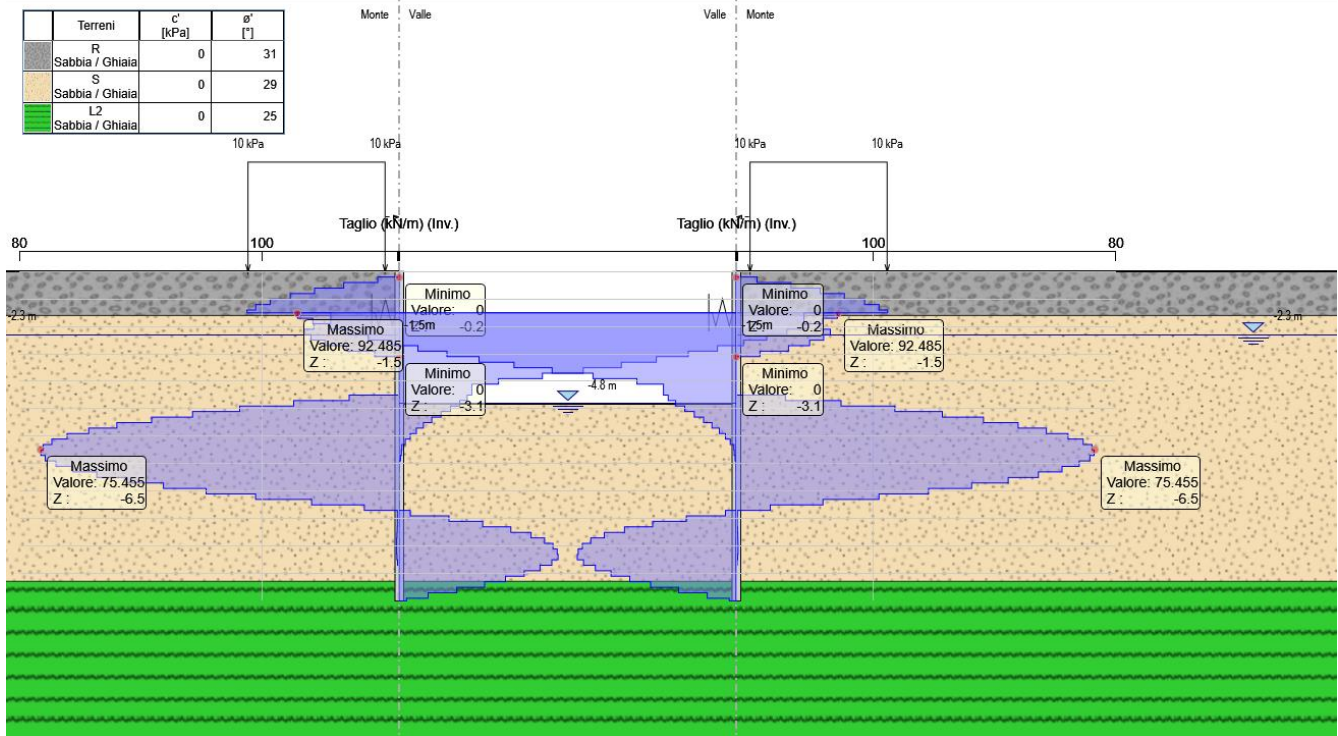 Monte Valle Valle Monte
Terreni c' ø'
[kPa] [°]
R
Sabbia / Ghiaia 0 31
S
Sabbia / Ghiaia 0 29
L2
Sabbia / Ghiaia 0 25
10 kPa 10 kPa 10 kPa 10 kPa
Taglio (kN/m) (Inv.) Taglio (kN/m) (Inv.)
80 100 100 80
Minimo
Valore: 0
Z : -0.2
Minimo
Valore: 0
-0.2
-2.3 m -1.5m -1.5m -2.3 m
Massimo
Valore: 92.485
Z : -1.5
Massimo
Valore: 92.485
Z : -1.5
Minimo
Valore: 0
Z : -3.1
Minimo
Valore: 0
Z : -3.1
-4.8 m
Massimo
Valore: 75.455
Z : -6.5
Massimo
Valore: 75.455
Z : -6.5